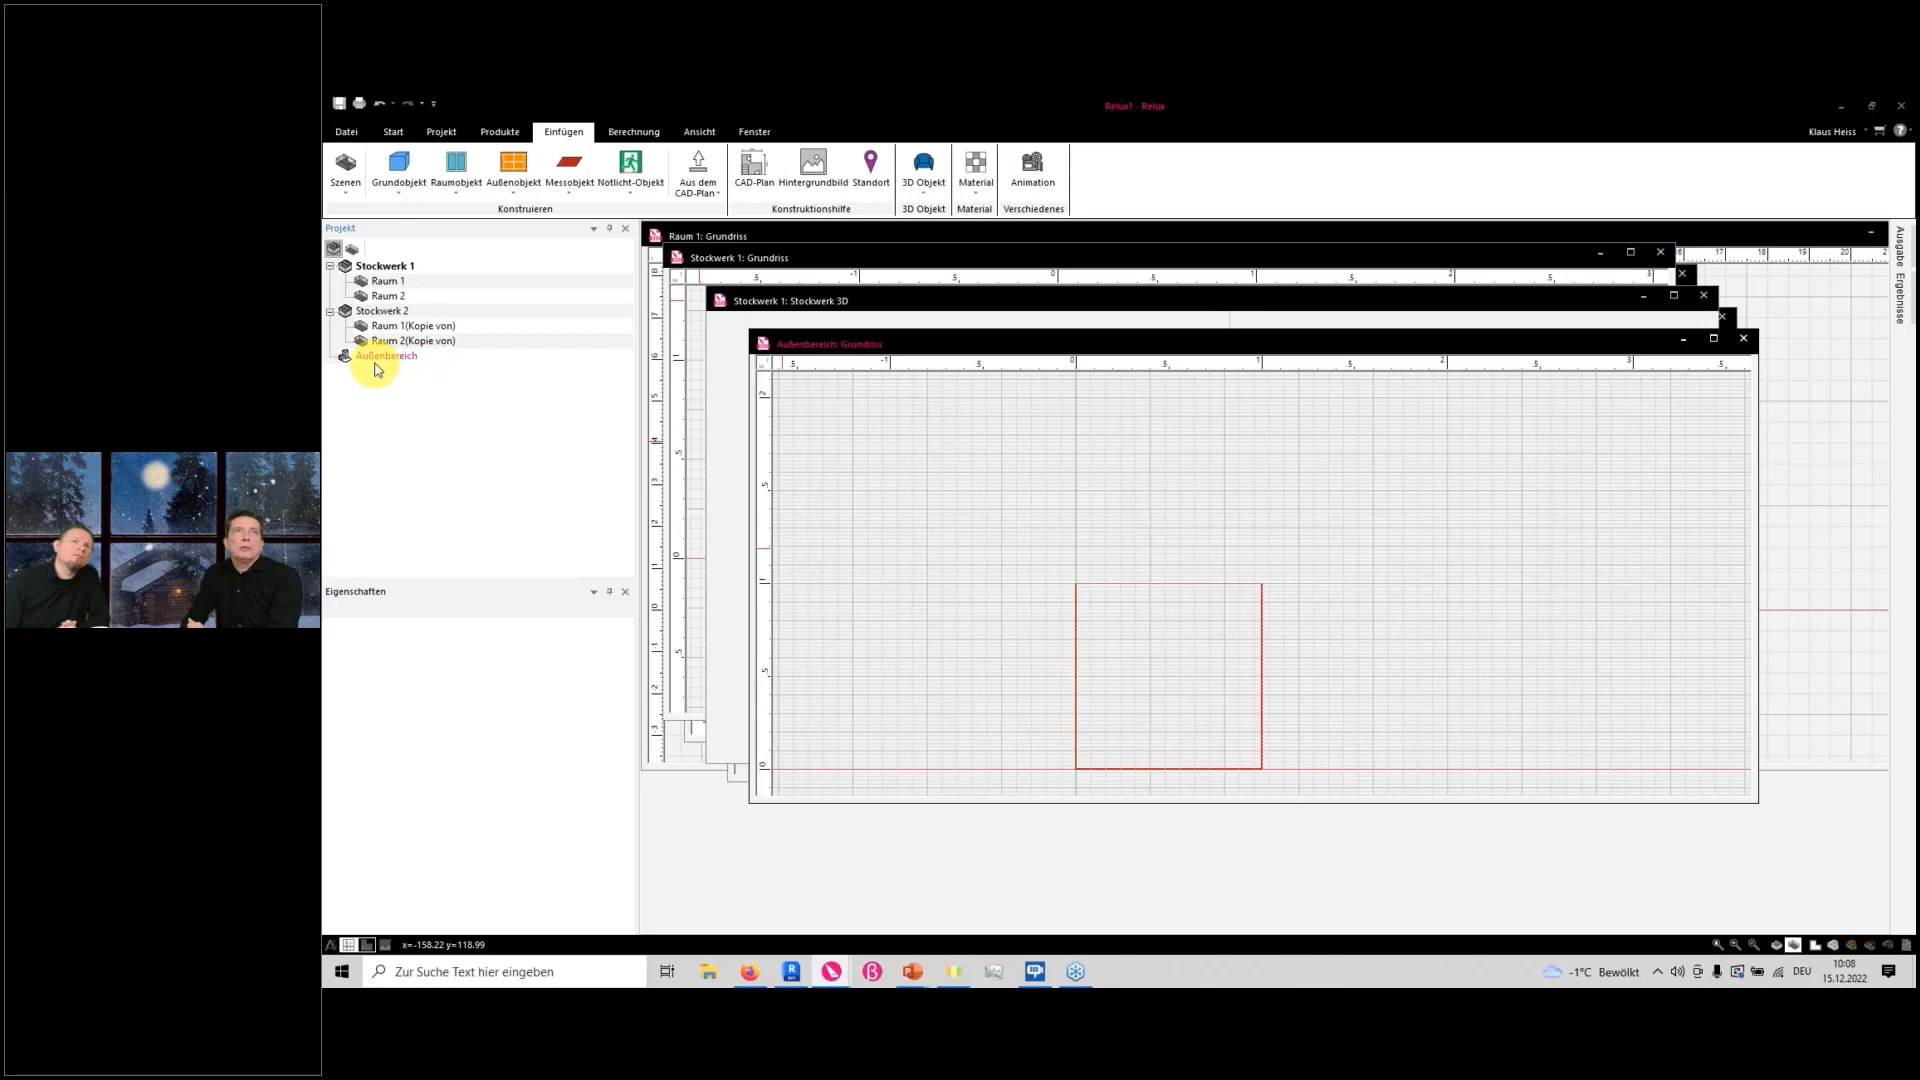 Relux1 - Relux
Datei Start Projekt Produkte Einfügen Berechnung Ansicht Fenster
Klaus Heiss
Szenen Grundobjekt Raumobjekt Außenobjekt Messobjekt Notlicht-Objekt Aus dem CAD-Plan CAD-Plan Hintergrundbild Standort 3D Objekt Material Animation
Konstruieren Konstruktionshilfe 3D Objekt Material Verschiedenes
Projekt
Stockwerk 1
Raum 1
Raum 2
Stockwerk 2
Raum 1(Kopie von)
Raum 2(Kopie von)
Außenbereich
Eigenschaften
Raum 1: Grundriss
Stockwerk 1: Grundriss
Stockwerk 1: Stockwerk 3D
Außenbereich: Grundriss
Ausgabe Ergebnisse
x=-158.22 y=118.99
Zur Suche Text hier eingeben
-1°C Bewölkt
DEU
10:08
15.12.2022